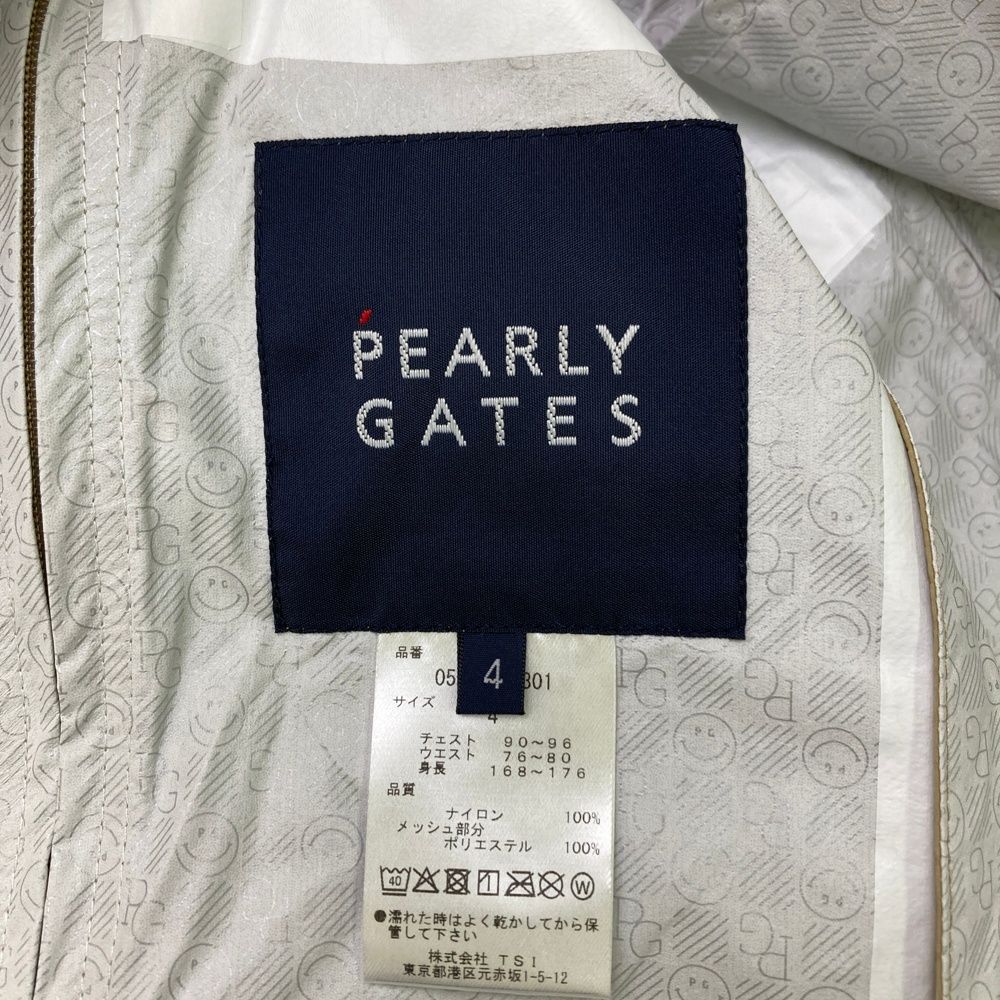 PEARLY
GATES
4
品番
サイズ
4
チェスト 90～96
ウエスト 76～80
身長 168～176
品質
ナイロン 100%
メッシュ部分
ポリエステル 100%
40 W
●濡れた時はよく乾かしてから保
管して下さい
株式会社 TSI
東京都港区元赤坂1-5-12
PG